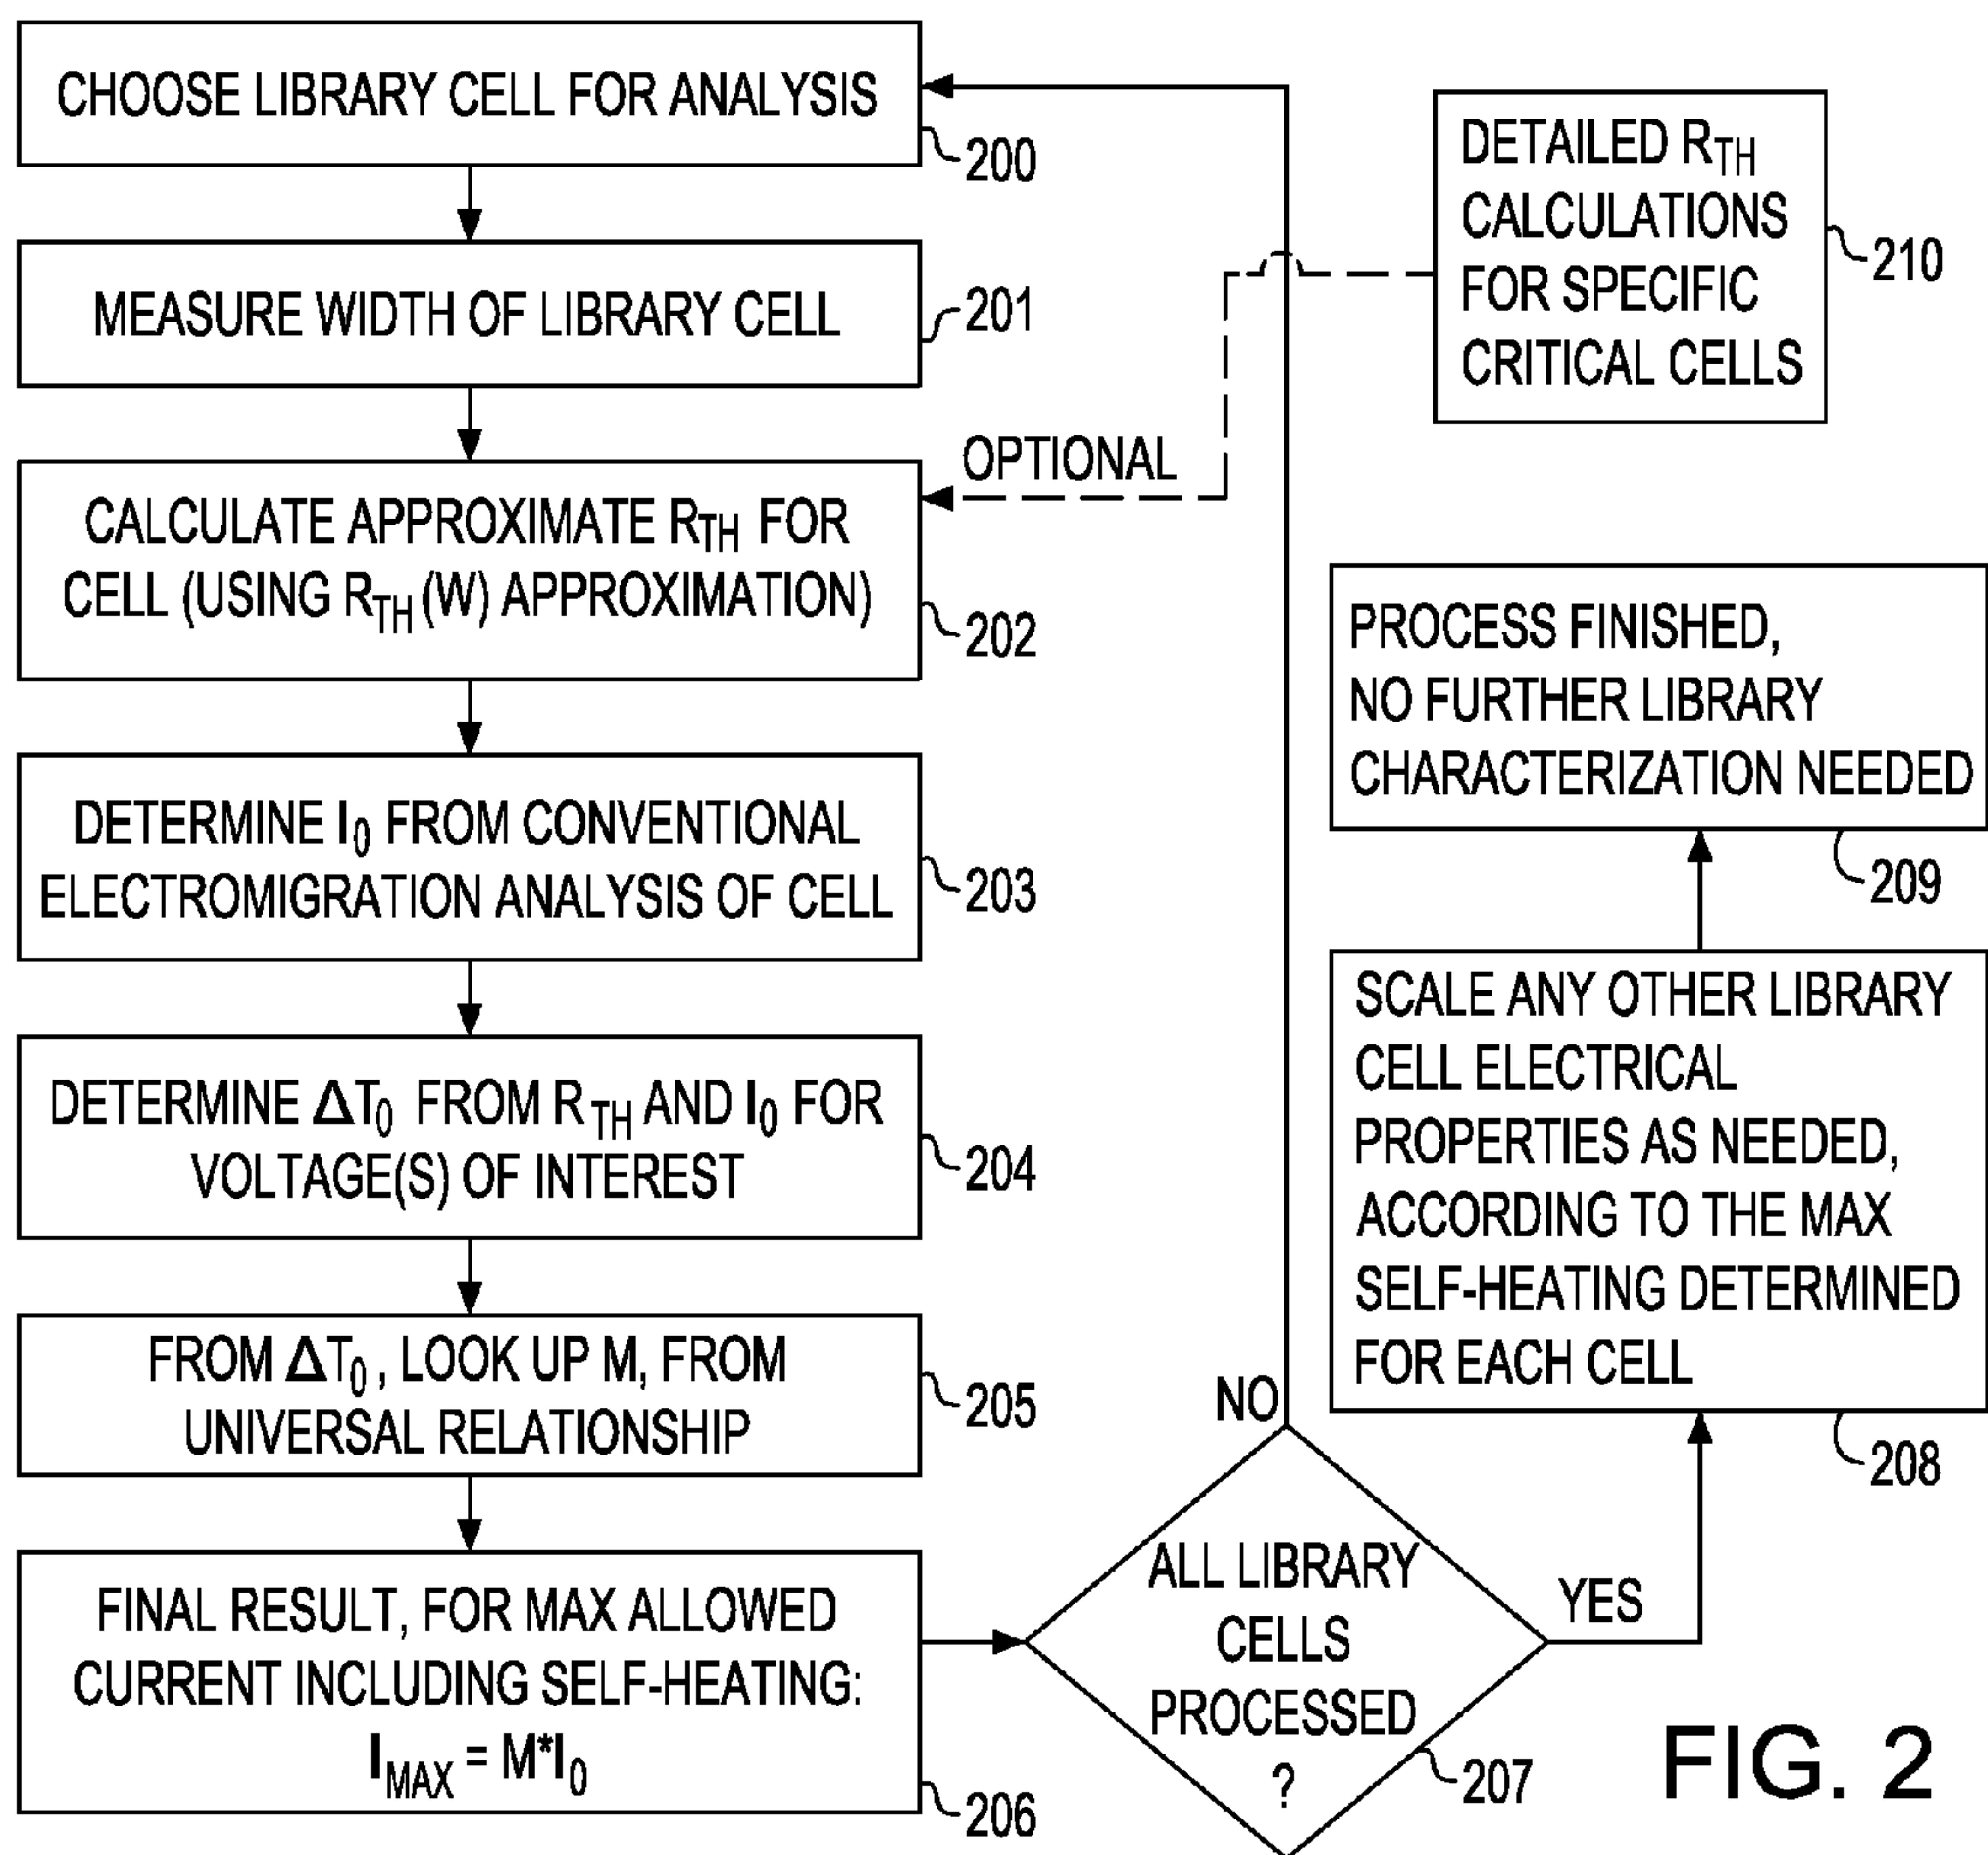 CHOOSE LIBRARY CELL FOR ANALYSIS
200
MEASURE WIDTH OF LIBRARY CELL
201
CALCULATE APPROXIMATE RTH FOR
CELL (USING RTH (W) APPROXIMATION)
202
OPTIONAL
DETAILED RTH
CALCULATIONS
FOR SPECIFIC
CRITICAL CELLS
210
DETERMINE I0 FROM CONVENTIONAL
ELECTROMIGRATION ANALYSIS OF CELL
203
DETERMINE ΔT0 FROM RTH AND I0 FOR
VOLTAGE(S) OF INTEREST
204
FROM ΔT0, LOOK UP M, FROM
UNIVERSAL RELATIONSHIP
205
FINAL RESULT, FOR MAX ALLOWED
CURRENT INCLUDING SELF-HEATING:
IMAX = M*I0
206
NO
ALL LIBRARY
CELLS
PROCESSED
?
207
YES
SCALE ANY OTHER LIBRARY
CELL ELECTRICAL
PROPERTIES AS NEEDED,
ACCORDING TO THE MAX
SELF-HEATING DETERMINED
FOR EACH CELL
208
PROCESS FINISHED,
NO FURTHER LIBRARY
CHARACTERIZATION NEEDED
209
FIG. 2